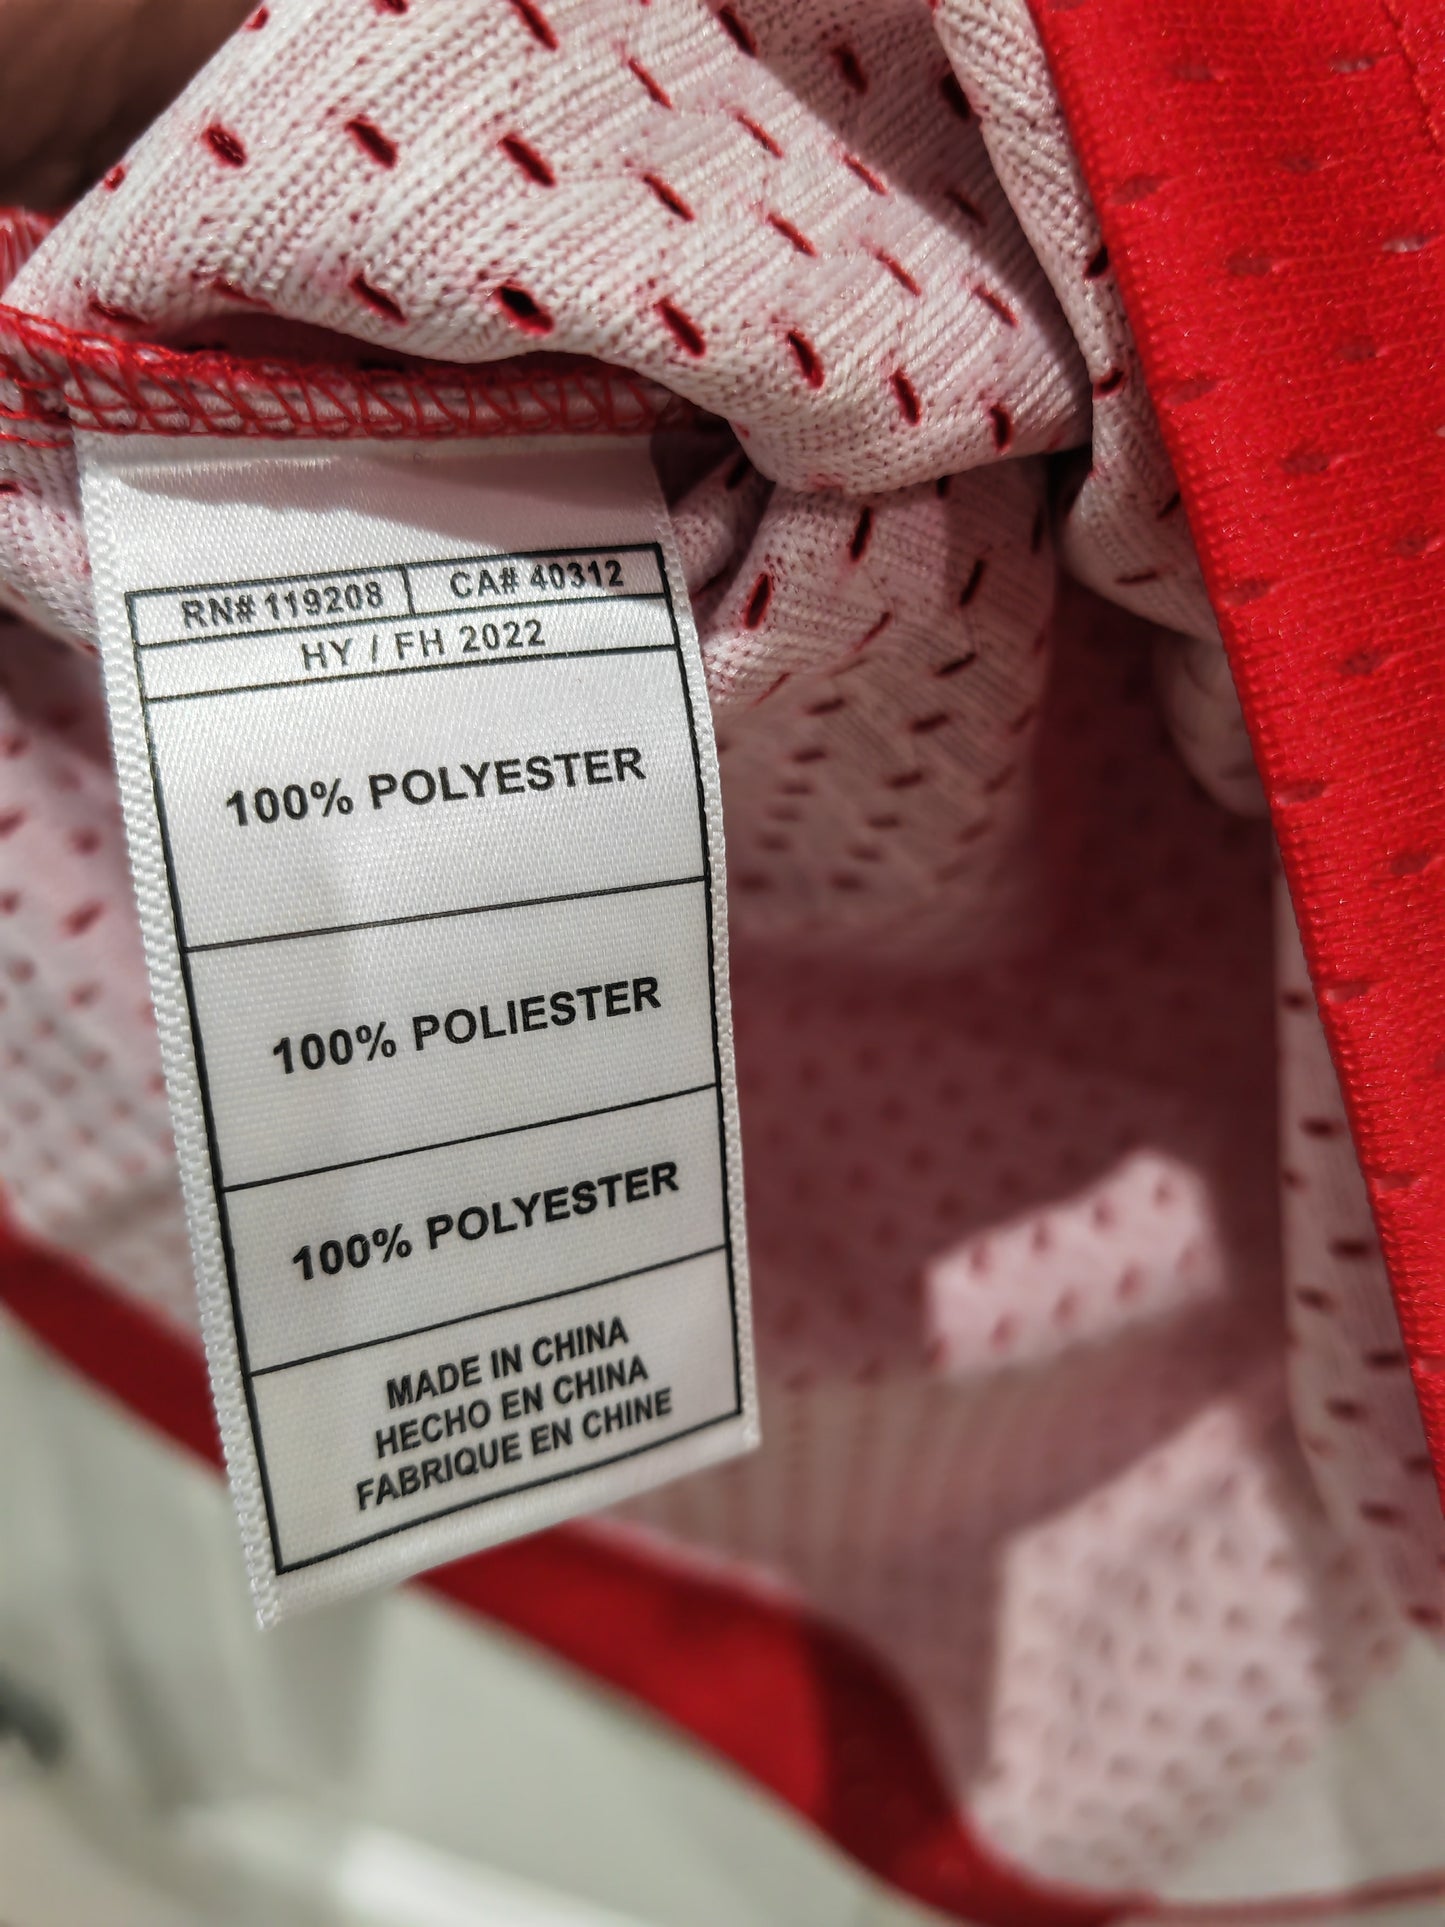 RN# 119208 CA# 40312
HY / FH 2022
100% POLYESTER
100% POLIESTER
100% POLYESTER
MADE IN CHINA
HECHO EN CHINA
FABRIQUE EN CHINE